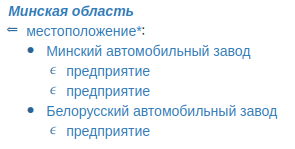 Минская область
⇐ местоположение*:
● Минский автомобильный завод
ϵ предприятие
ϵ предприятие
● Белорусский автомобильный завод
ϵ предприятие